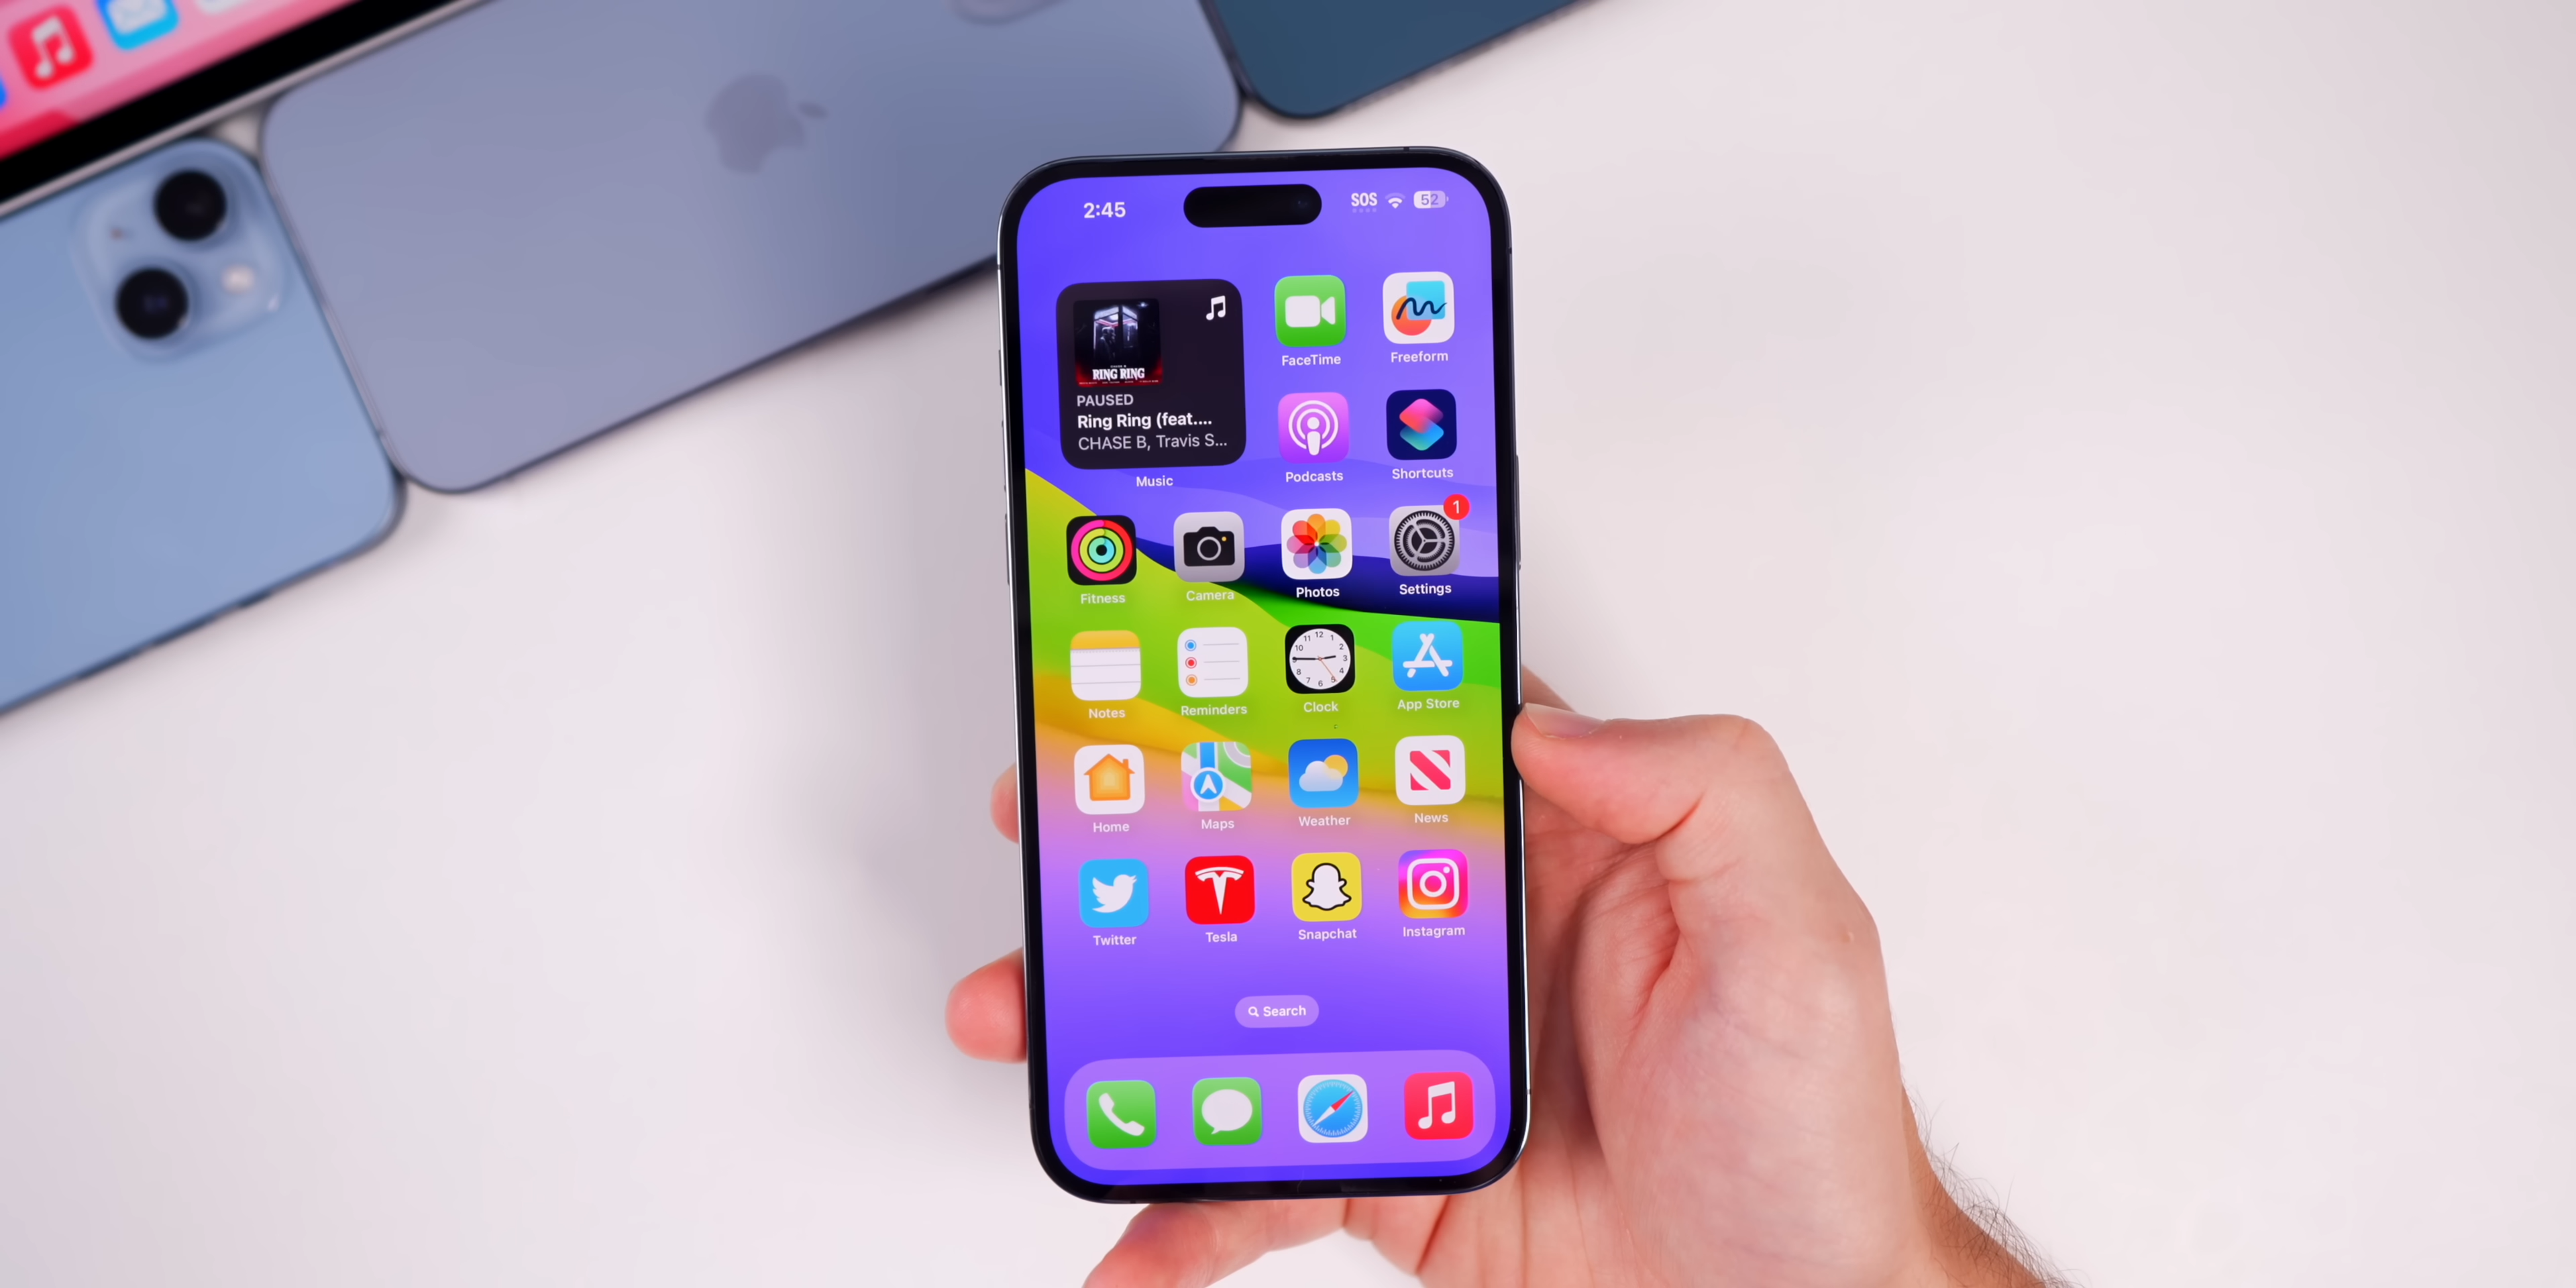 2:45
SOS
52
RING RING
PAUSED
Ring Ring (feat....
CHASE B, Travis S...
Music
FaceTime
Freeform
Podcasts
Shortcuts
1
Fitness
Camera
Photos
Settings
Notes
Reminders
Clock
App Store
Home
Maps
Weather
News
Twitter
Tesla
Snapchat
Instagram
Search